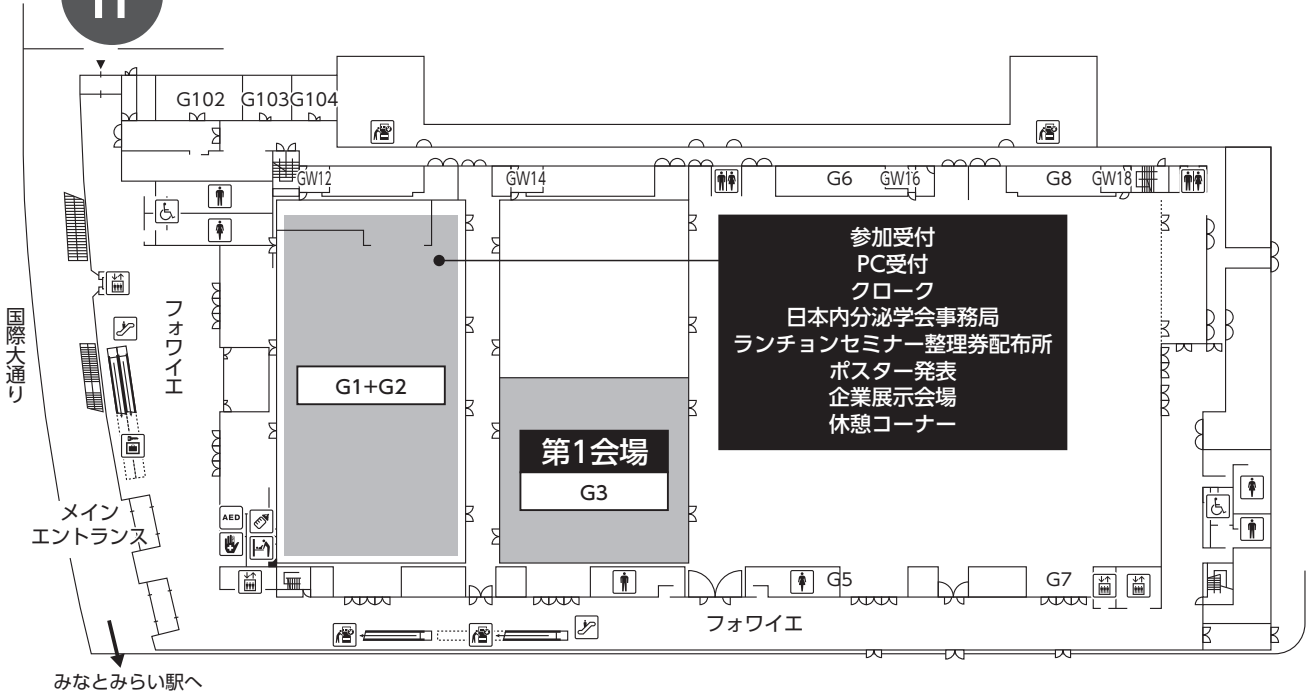 1F
G102
G103
G104
GW12
GW14
G6
GW16
G8
GW18
参加受付
PC受付
クローク
日本内分泌学会事務局
ランチョンセミナー整理券配布所
ポスター発表
企業展示会場
休憩コーナー
国際大通り
フォワイエ
G1+G2
第1会場
G3
メイン
エントランス
AED
G5
G7
フォワイエ
みなとみらい駅へ